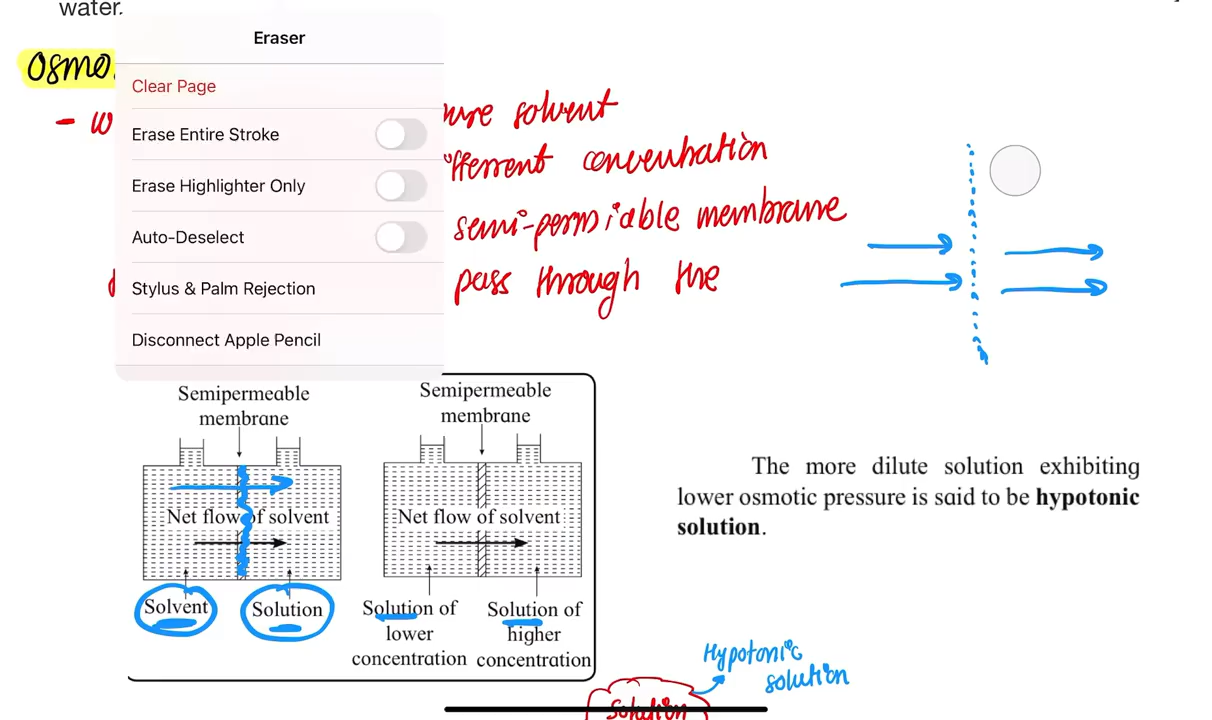 water.
Eraser
Clear Page
Erase Entire Stroke
Erase Highlighter Only
Auto-Deselect
Stylus & Palm Rejection
Disconnect Apple Pencil
solvent
concentration
semi-permiable membrane
pass through the
Semipermeable
membrane
Net flow of solvent
Solvent
Solution
Semipermeable
membrane
Net flow of solvent
Solution of
lower
concentration
Solution of
higher
concentration
The more dilute solution exhibiting
lower osmotic pressure is said to be hypotonic
solution.
Hypotonic
solution
Solution